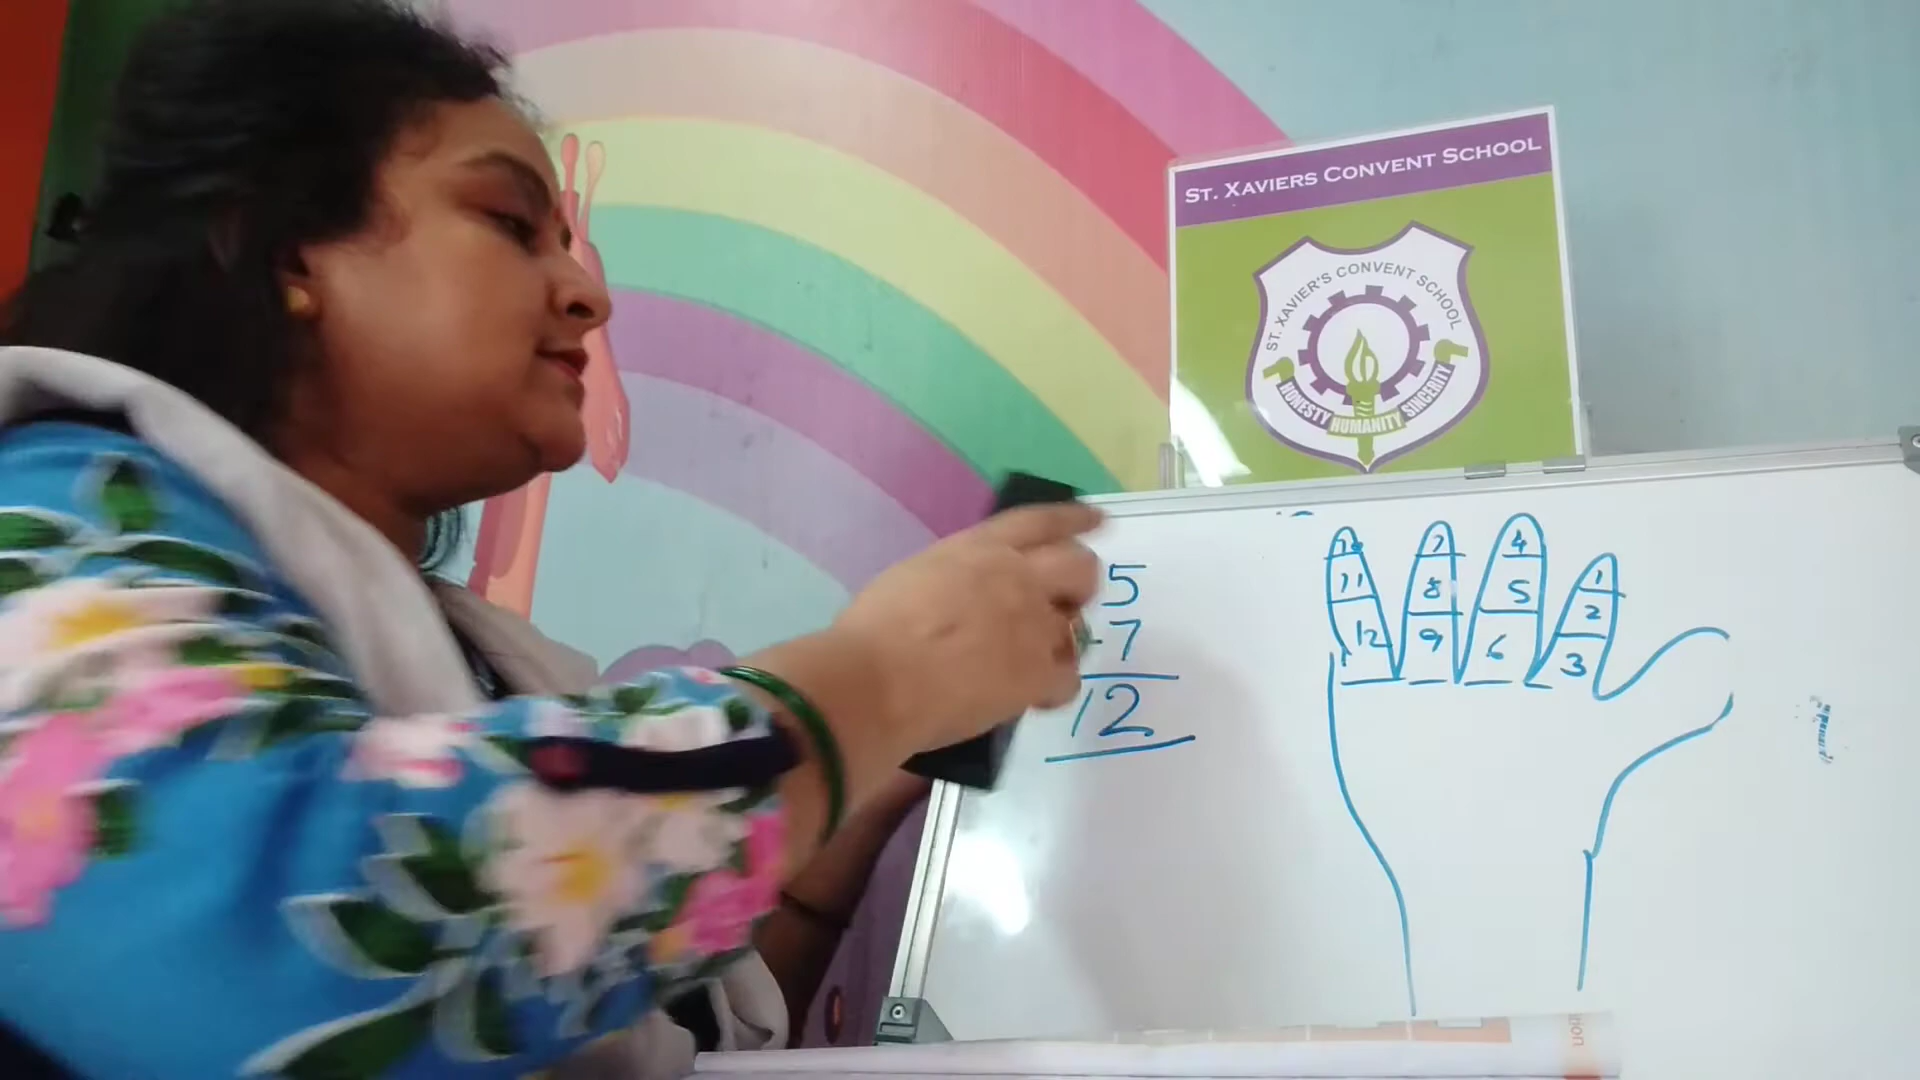 ST. XAVIERS CONVENT SCHOOL
ST. XAVIER'S CONVENT SCHOOL
HONESTY HUMANITY SINCERITY
5
7
12
10 7 4 1
11 8 5 2
12 9 6 3